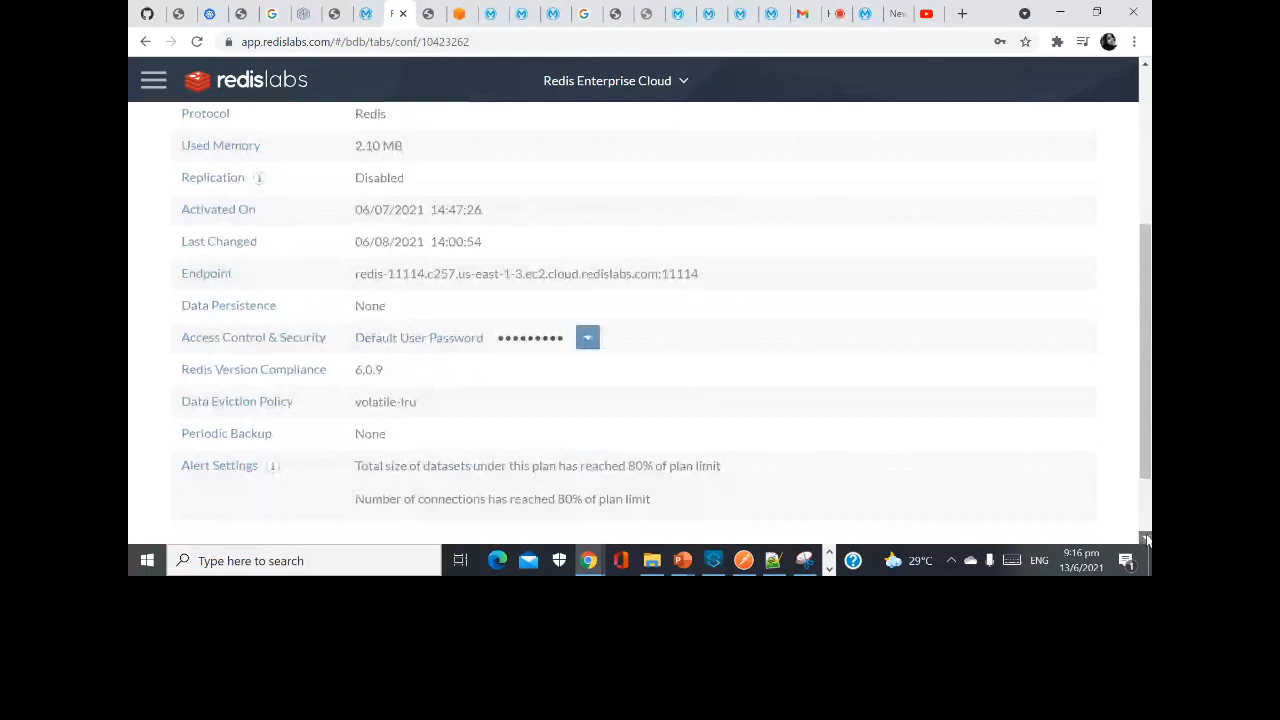 New
app.redislabs.com/#/bdb/tabs/conf/10423262
redislabs
Redis Enterprise Cloud
Protocol Redis
Used Memory 2.10 MB
Replication Disabled
Activated On 06/07/2021 14:47:26
Last Changed 06/08/2021 14:00:54
Endpoint redis-11114.c257.us-east-1-3.ec2.cloud.redislabs.com:11114
Data Persistence None
Access Control & Security Default User Password •••••••••
Redis Version Compliance 6.0.9
Data Eviction Policy volatile-lru
Periodic Backup None
Alert Settings Total size of datasets under this plan has reached 80% of plan limit
Number of connections has reached 80% of plan limit
Type here to search
29°C
ENG
9:16 pm
13/6/2021
1